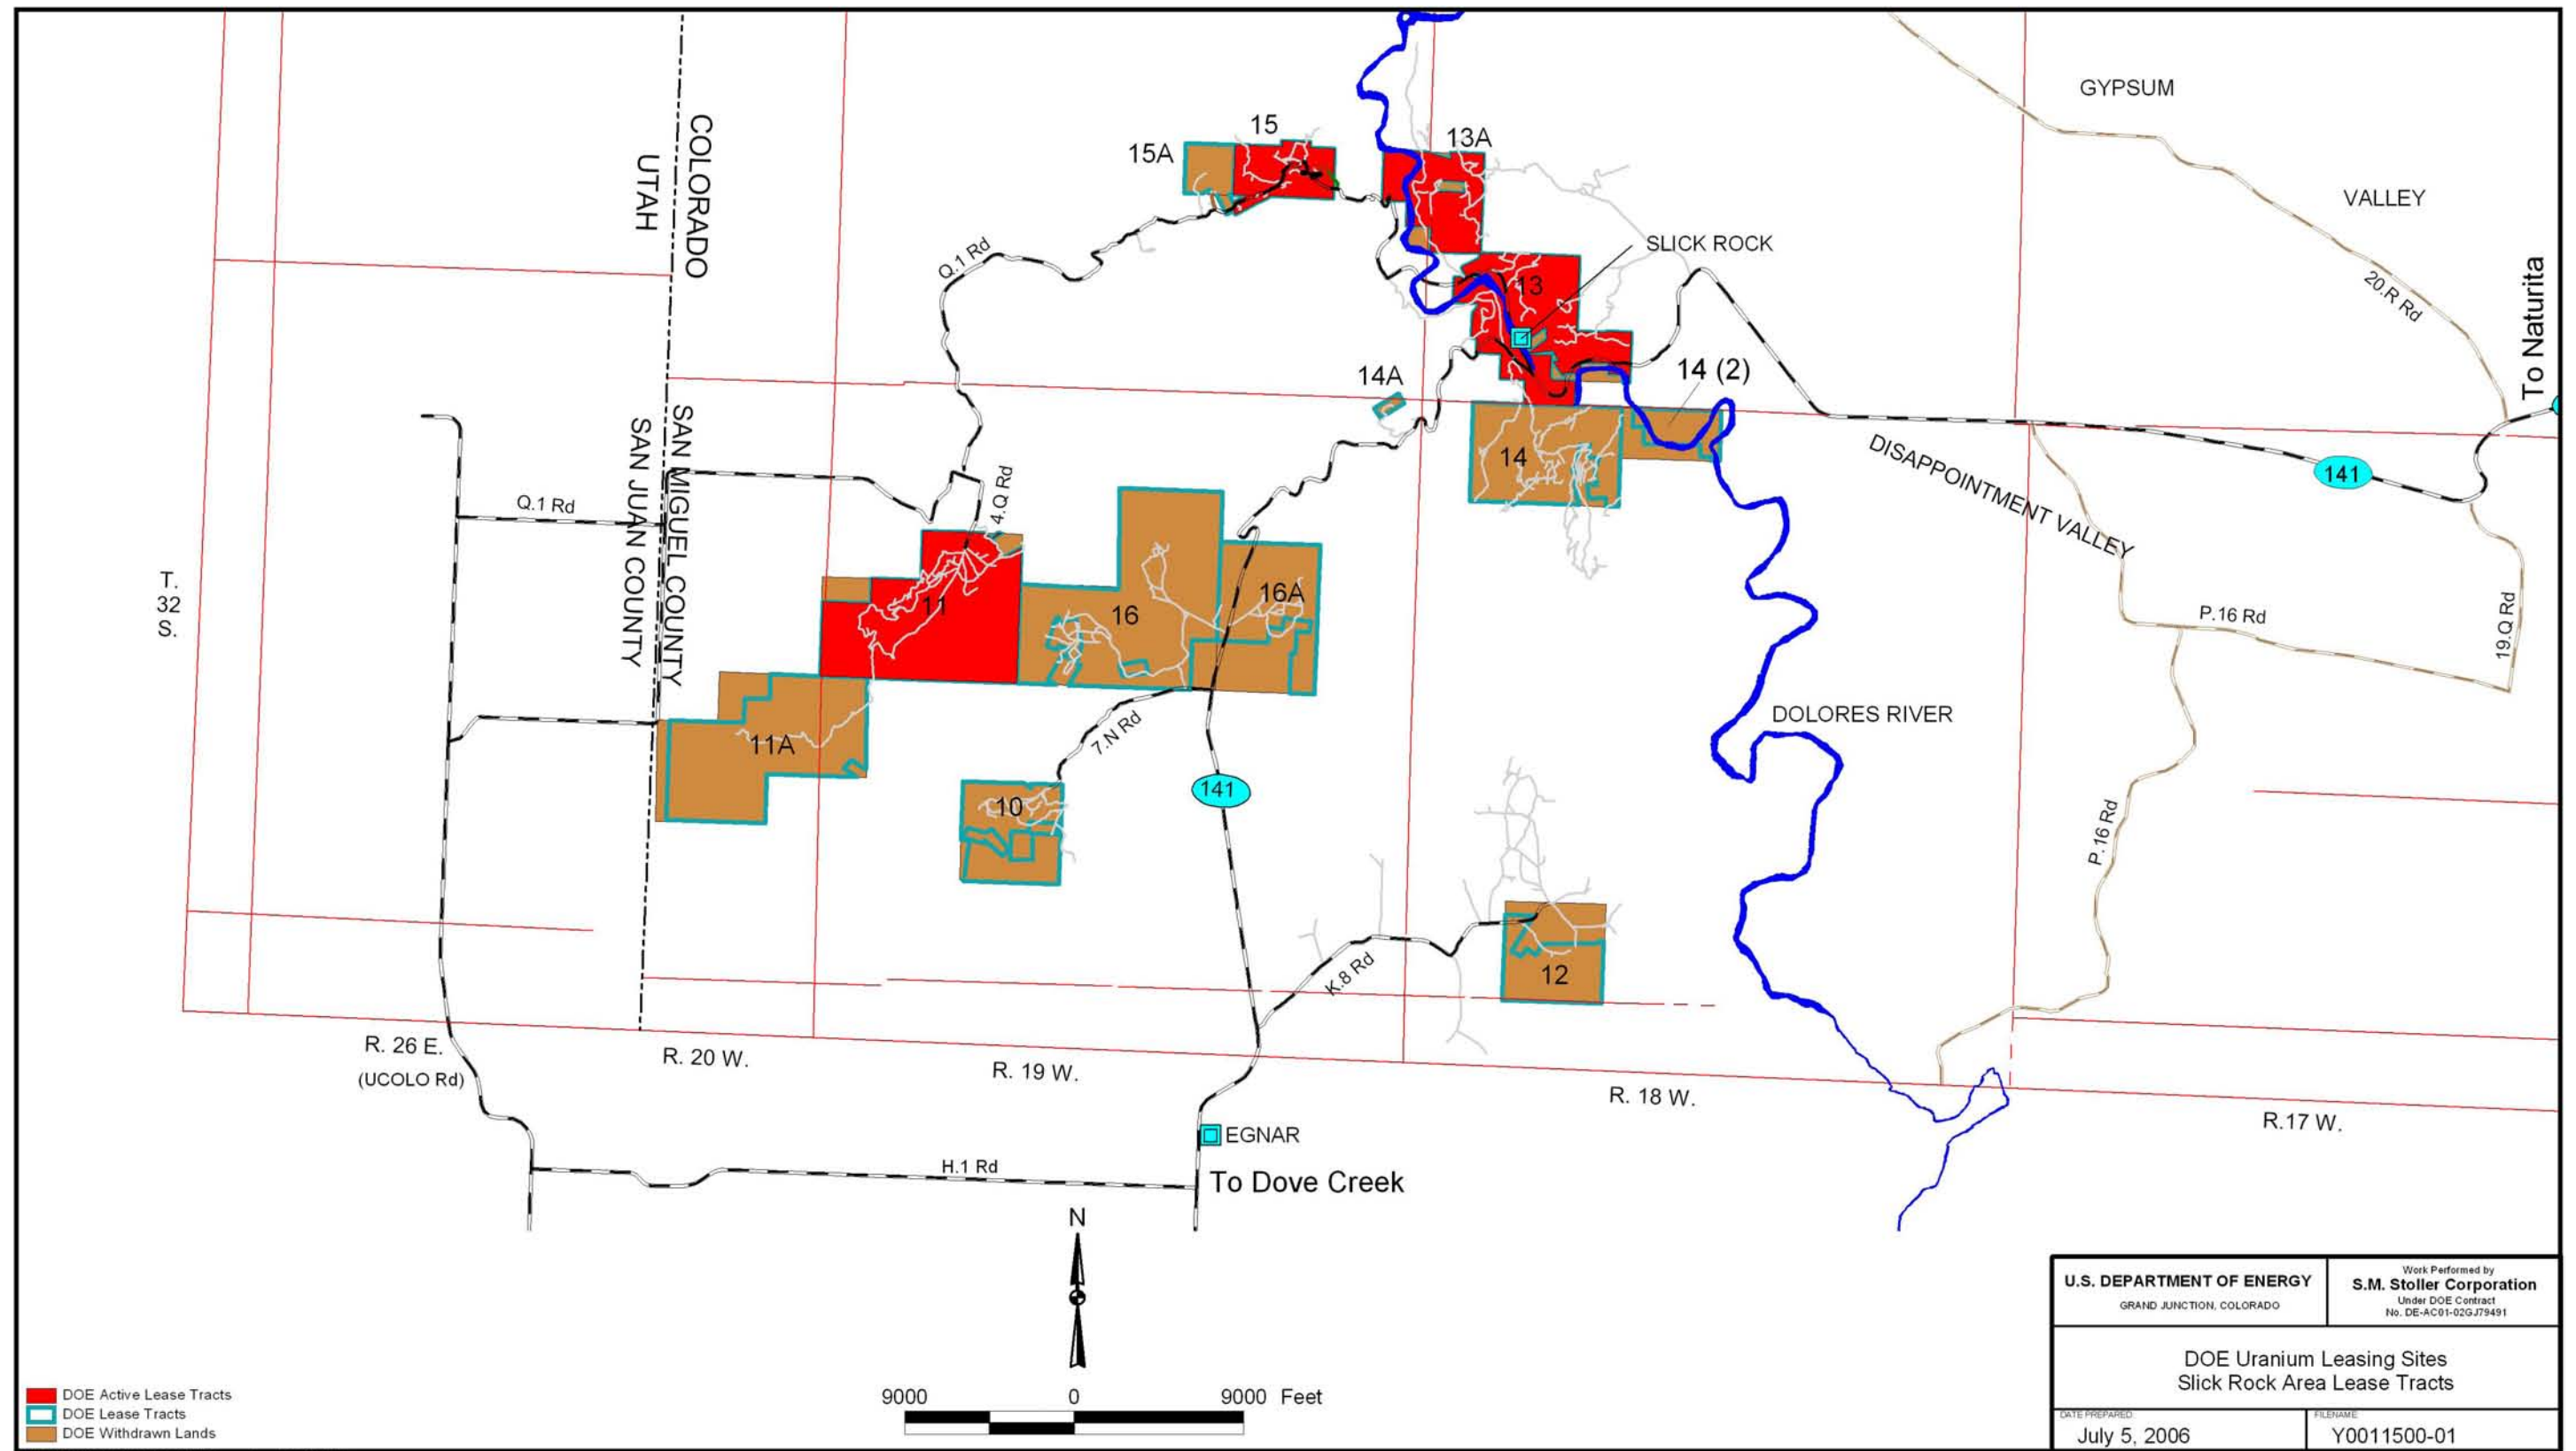 GYPSUM
VALLEY
COLORADO
UTAH
15
15A
13A
SLICK ROCK
13
Q.1 Rd
20.R Rd
To Naturita
14A
14 (2)
14
141
DISAPPOINTMENT VALLEY
SAN MIGUEL COUNTY
SAN JUAN COUNTY
Q.1 Rd
4.Q Rd
T.
32
S.
11
16
16A
P.16 Rd
19.Q Rd
DOLORES RIVER
11A
7.N Rd
141
10
P.16 Rd
K.8 Rd
12
R. 26 E.
(UCOLO Rd)
R. 20 W.
R. 19 W.
R. 18 W.
R.17 W.
EGNAR
H.1 Rd
To Dove Creek
N
9000 0 9000 Feet
DOE Active Lease Tracts
DOE Lease Tracts
DOE Withdrawn Lands
U.S. DEPARTMENT OF ENERGY
GRAND JUNCTION, COLORADO
Work Performed by
S.M. Stoller Corporation
Under DOE Contract
No. DE-AC01-02GJ79491
DOE Uranium Leasing Sites
Slick Rock Area Lease Tracts
DATE PREPARED:
July 5, 2006
FILENAME:
Y0011500-01